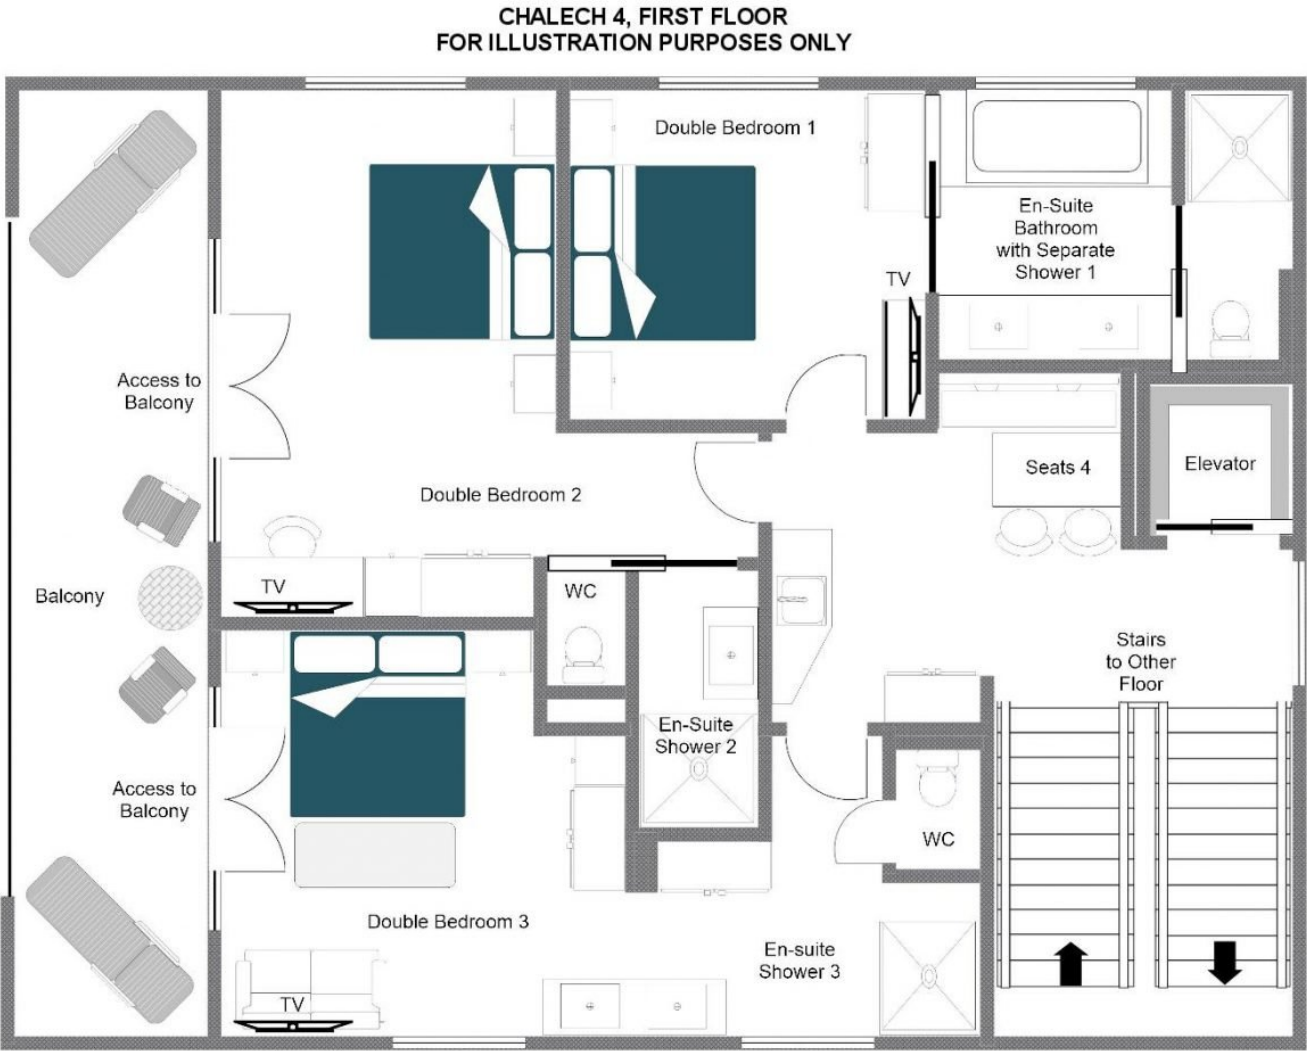 CHALECH 4, FIRST FLOOR
FOR ILLUSTRATION PURPOSES ONLY
Double Bedroom 1
En-Suite
Bathroom
with Separate
Shower 1
TV
Access to
Balcony
Seats 4
Elevator
Double Bedroom 2
TV
WC
Balcony
Stairs
to Other
Floor
En-Suite
Shower 2
Access to
Balcony
WC
Double Bedroom 3
En-suite
Shower 3
TV